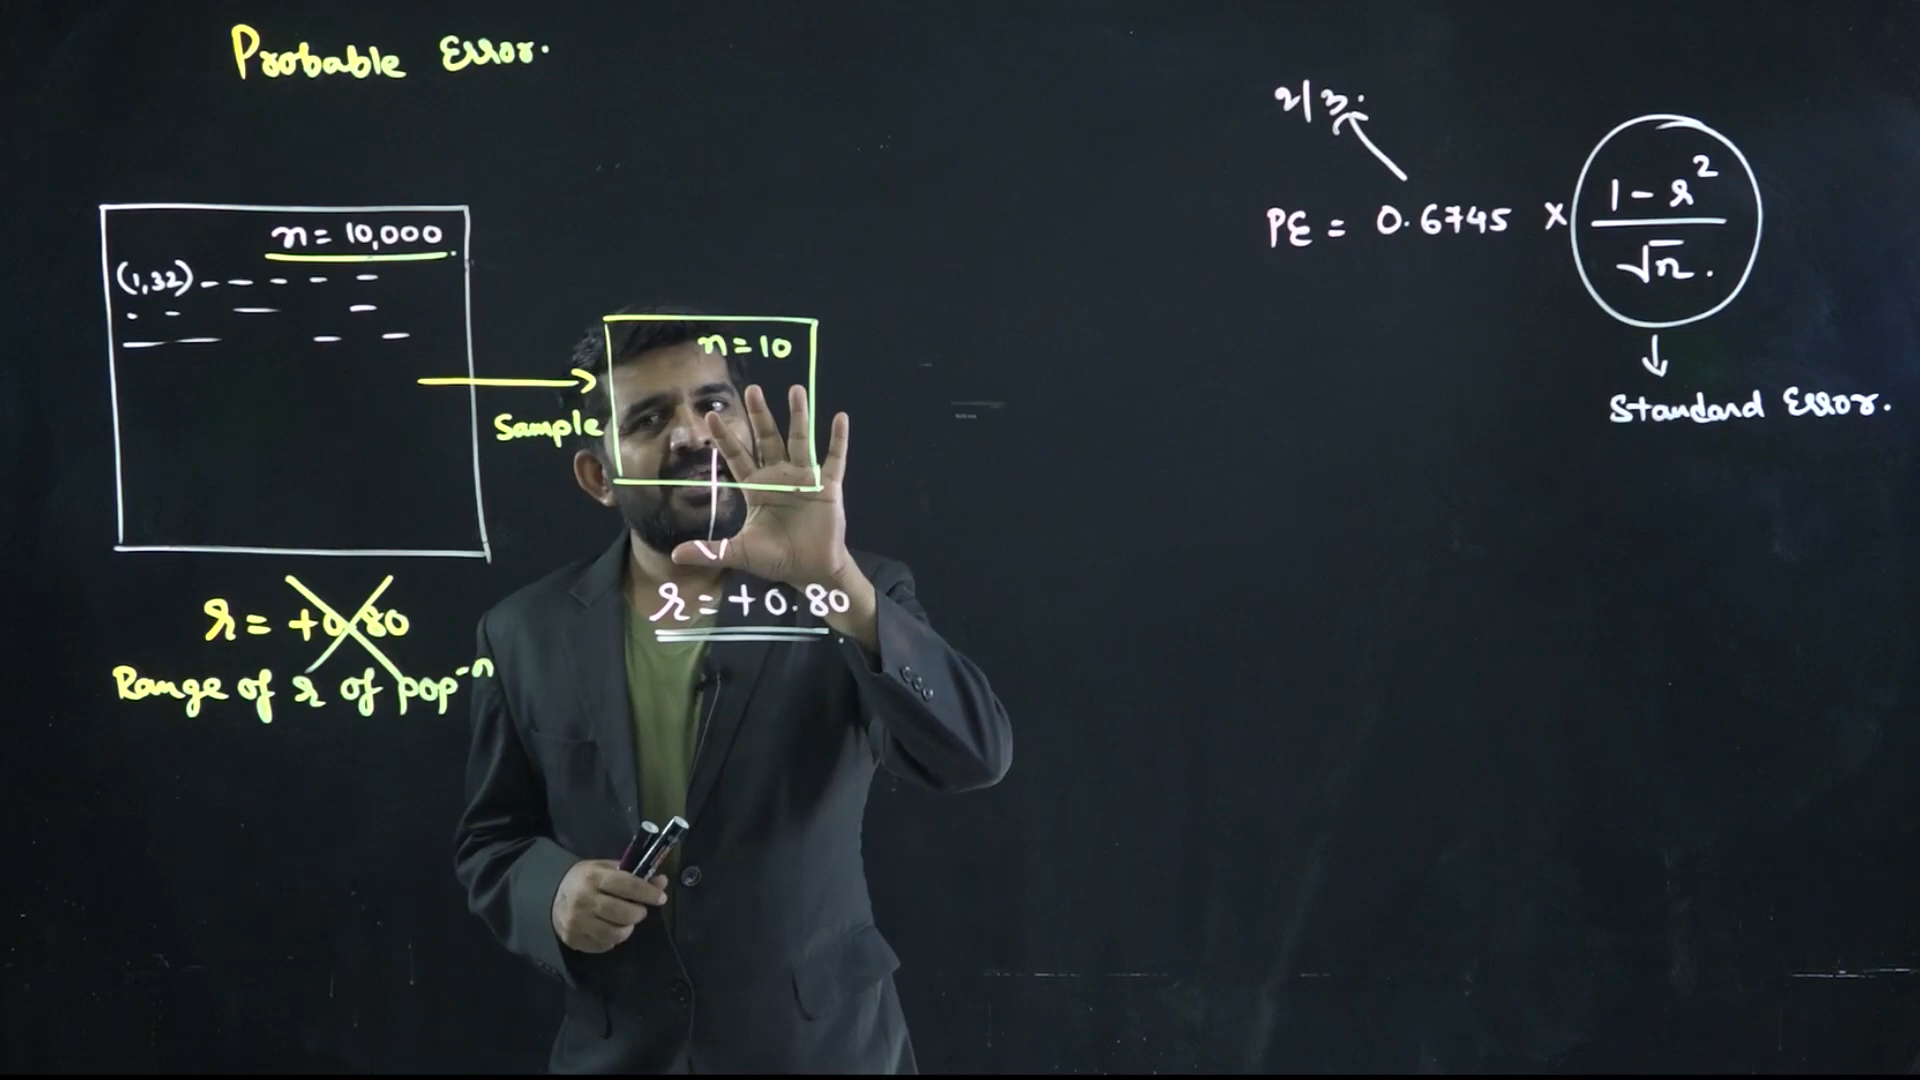 Probable Error.
n = 10,000
(1,32)
Sample
n = 10
r = +0.80
r = +0.80
Range of r of pop-n
2/3.
PE = 0.6745 × 1 - r² / √n.
Standard Error.